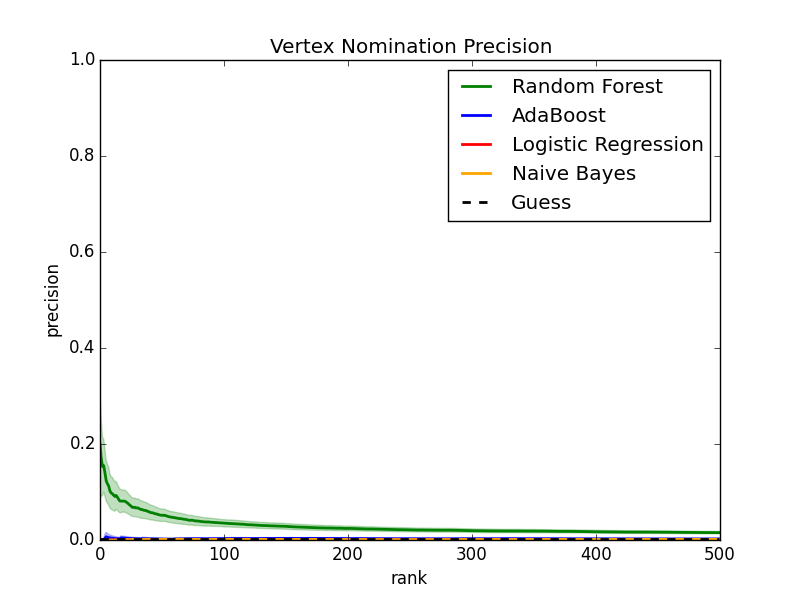 Vertex Nomination Precision
1.0
0.8
0.6
0.4
0.2
0.0
precision
Random Forest
AdaBoost
Logistic Regression
Naive Bayes
Guess
0 100 200 300 400 500
rank